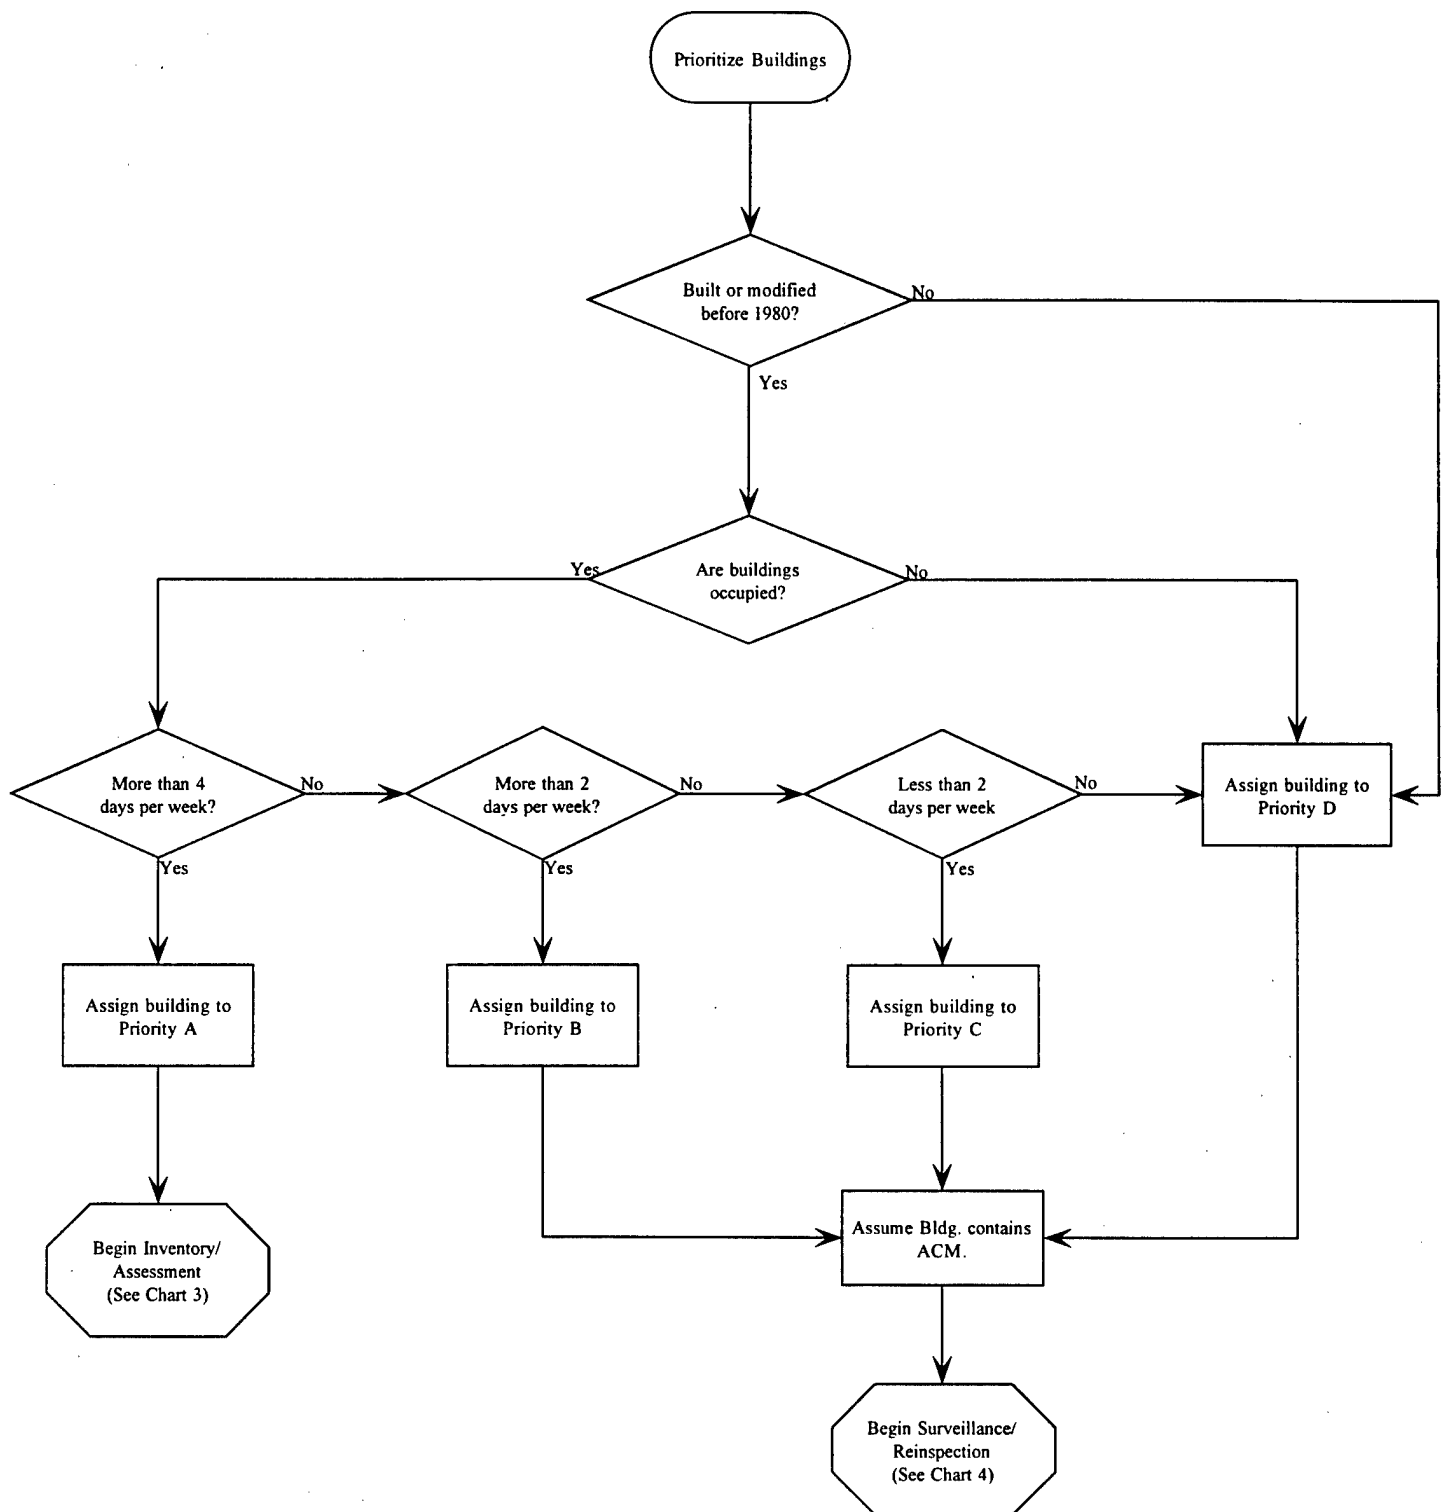 Prioritize Buildings
Built or modified
before 1980?
No
Yes
Are buildings
occupied?
Yes
No
More than 4
days per week?
No
Yes
More than 2
days per week?
No
Yes
Less than 2
days per week
No
Yes
Assign building to
Priority D
Assign building to
Priority A
Assign building to
Priority B
Assign building to
Priority C
Begin Inventory/
Assessment
(See Chart 3)
Assume Bldg. contains
ACM.
Begin Surveillance/
Reinspection
(See Chart 4)